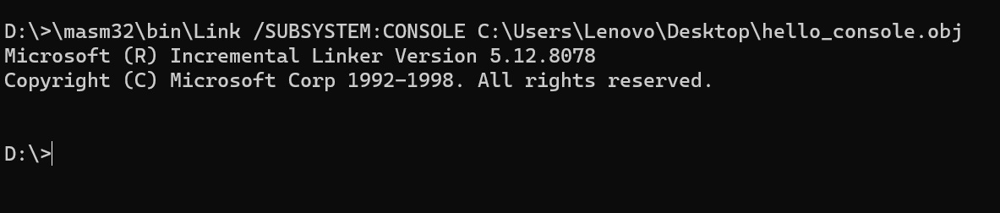 D:\>\masm32\bin\Link /SUBSYSTEM:CONSOLE C:\Users\Lenovo\Desktop\hello_console.obj
Microsoft (R) Incremental Linker Version 5.12.8078
Copyright (C) Microsoft Corp 1992-1998. All rights reserved.
D:\>